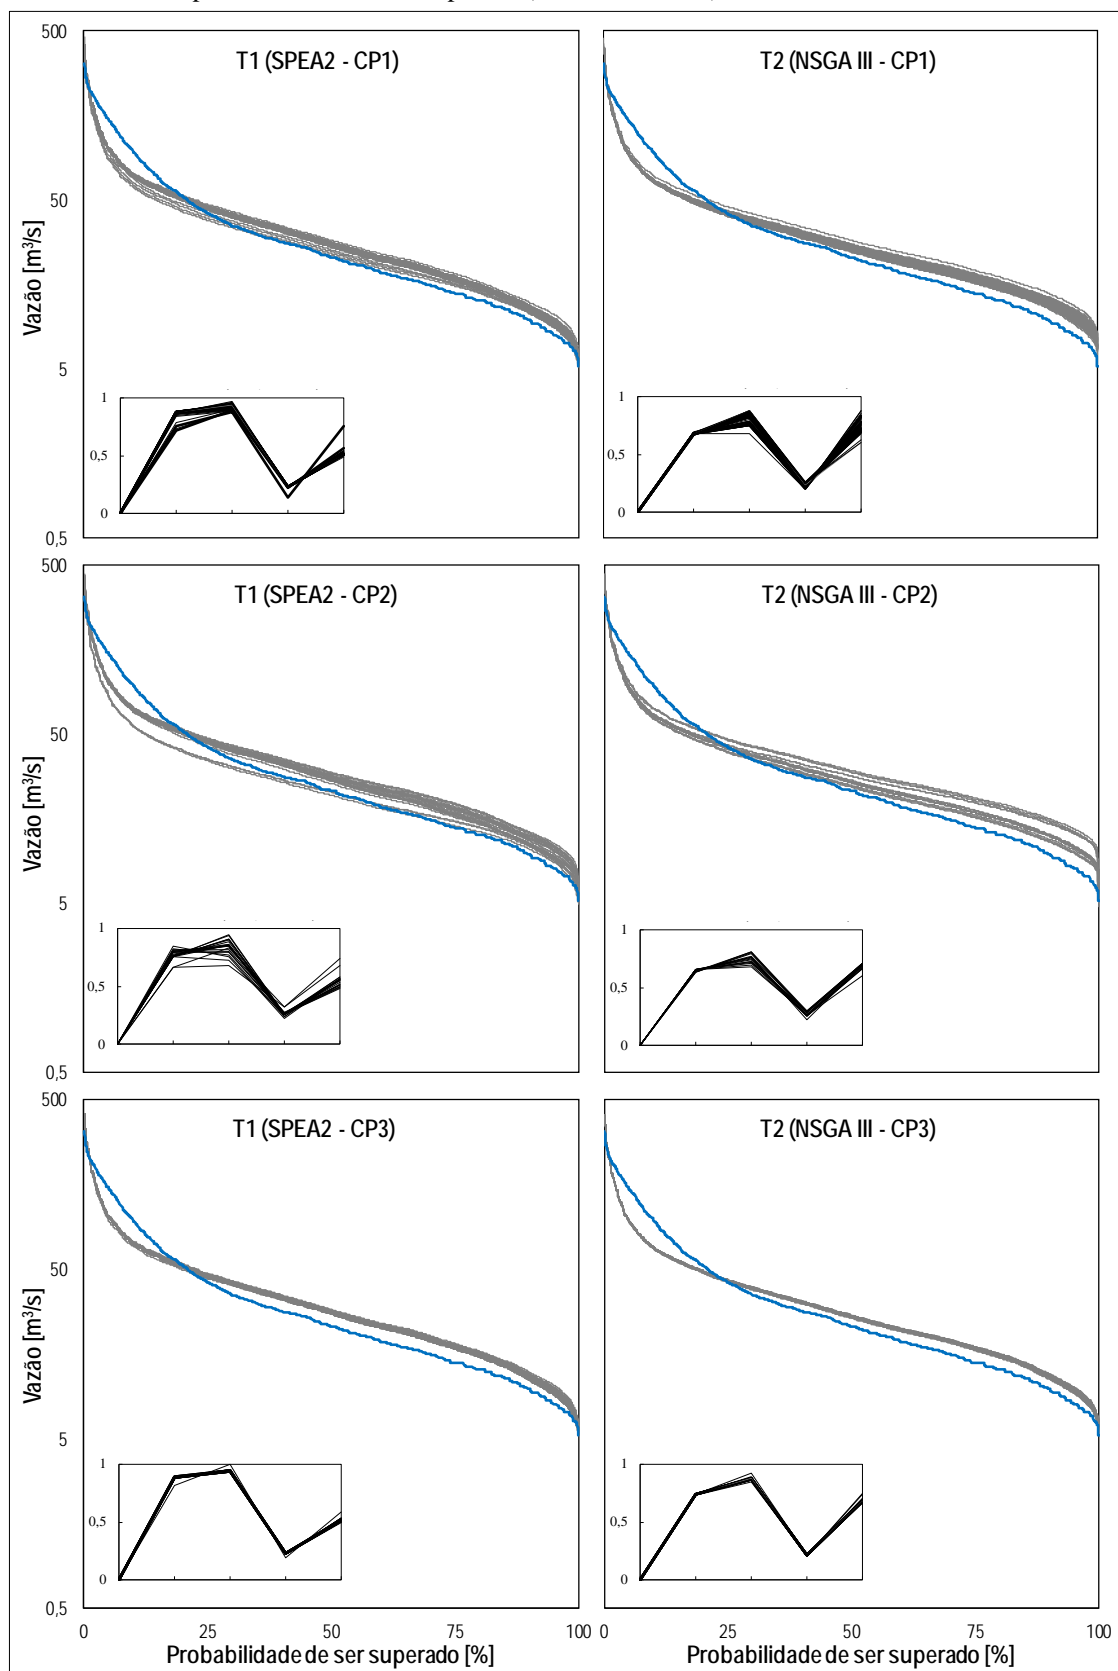 500
T1 (SPEA2 - CP1)
T2 (NSGA III - CP1)
50
Vazão [m³/s]
5
1
0,5
0
1
0,5
0
0,5
500
T1 (SPEA2 - CP2)
T2 (NSGA III - CP2)
50
Vazão [m³/s]
5
1
0,5
0
1
0,5
0
0,5
500
T1 (SPEA2 - CP3)
T2 (NSGA III - CP3)
50
Vazão [m³/s]
5
1
0,5
0
1
0,5
0
0,5
0 25 50 75 100
0 25 50 75 100
Probabilidade de ser superado [%]
Probabilidade de ser superado [%]